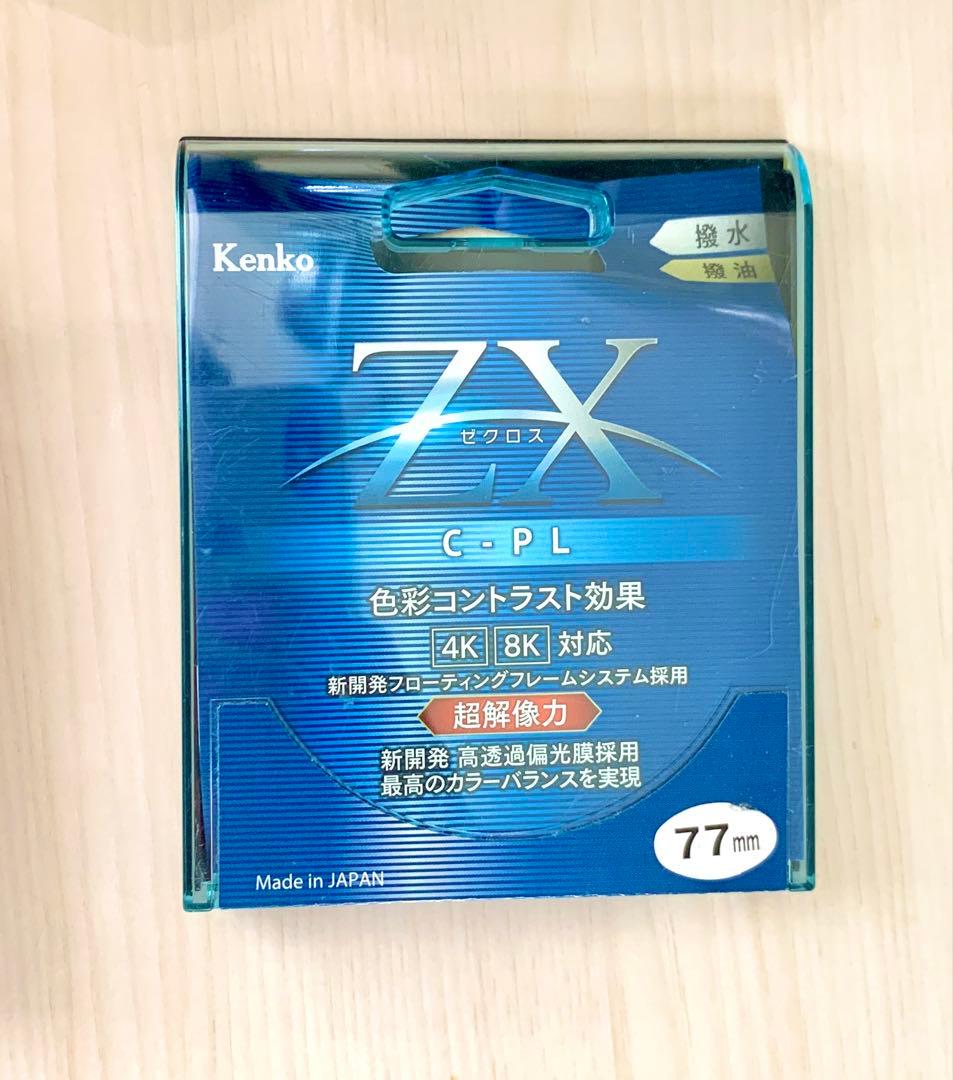 Kenko
撥水
撥油
ZX
ゼクロス
C-PL
色彩コントラスト効果
4K 8K 対応
新開発フローティングフレームシステム採用
超解像力
新開発 高透過偏光膜採用
最高のカラーバランスを実現
77mm
Made in JAPAN